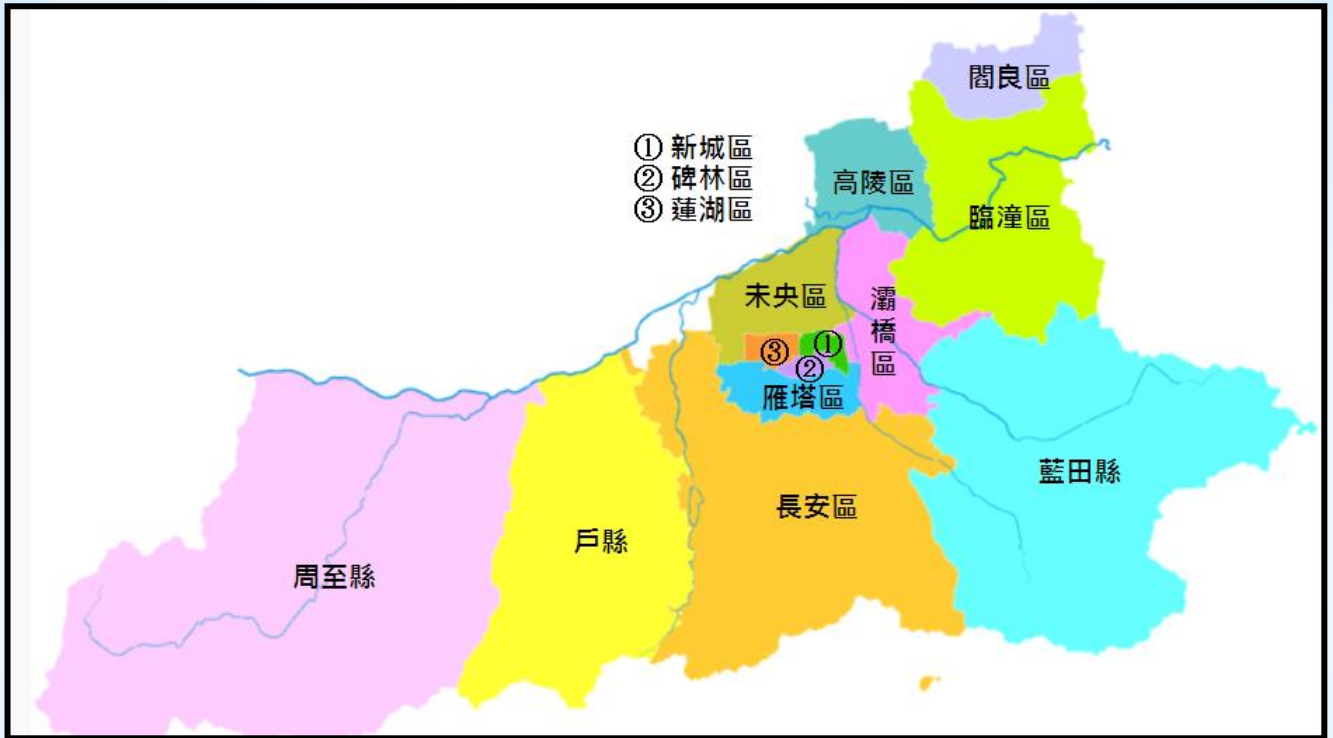 閻良區
① 新城區
② 碑林區
③ 蓮湖區
高陵區
臨潼區
未央區
灞橋區
①
③
②
雁塔區
藍田縣
長安區
戶縣
周至縣